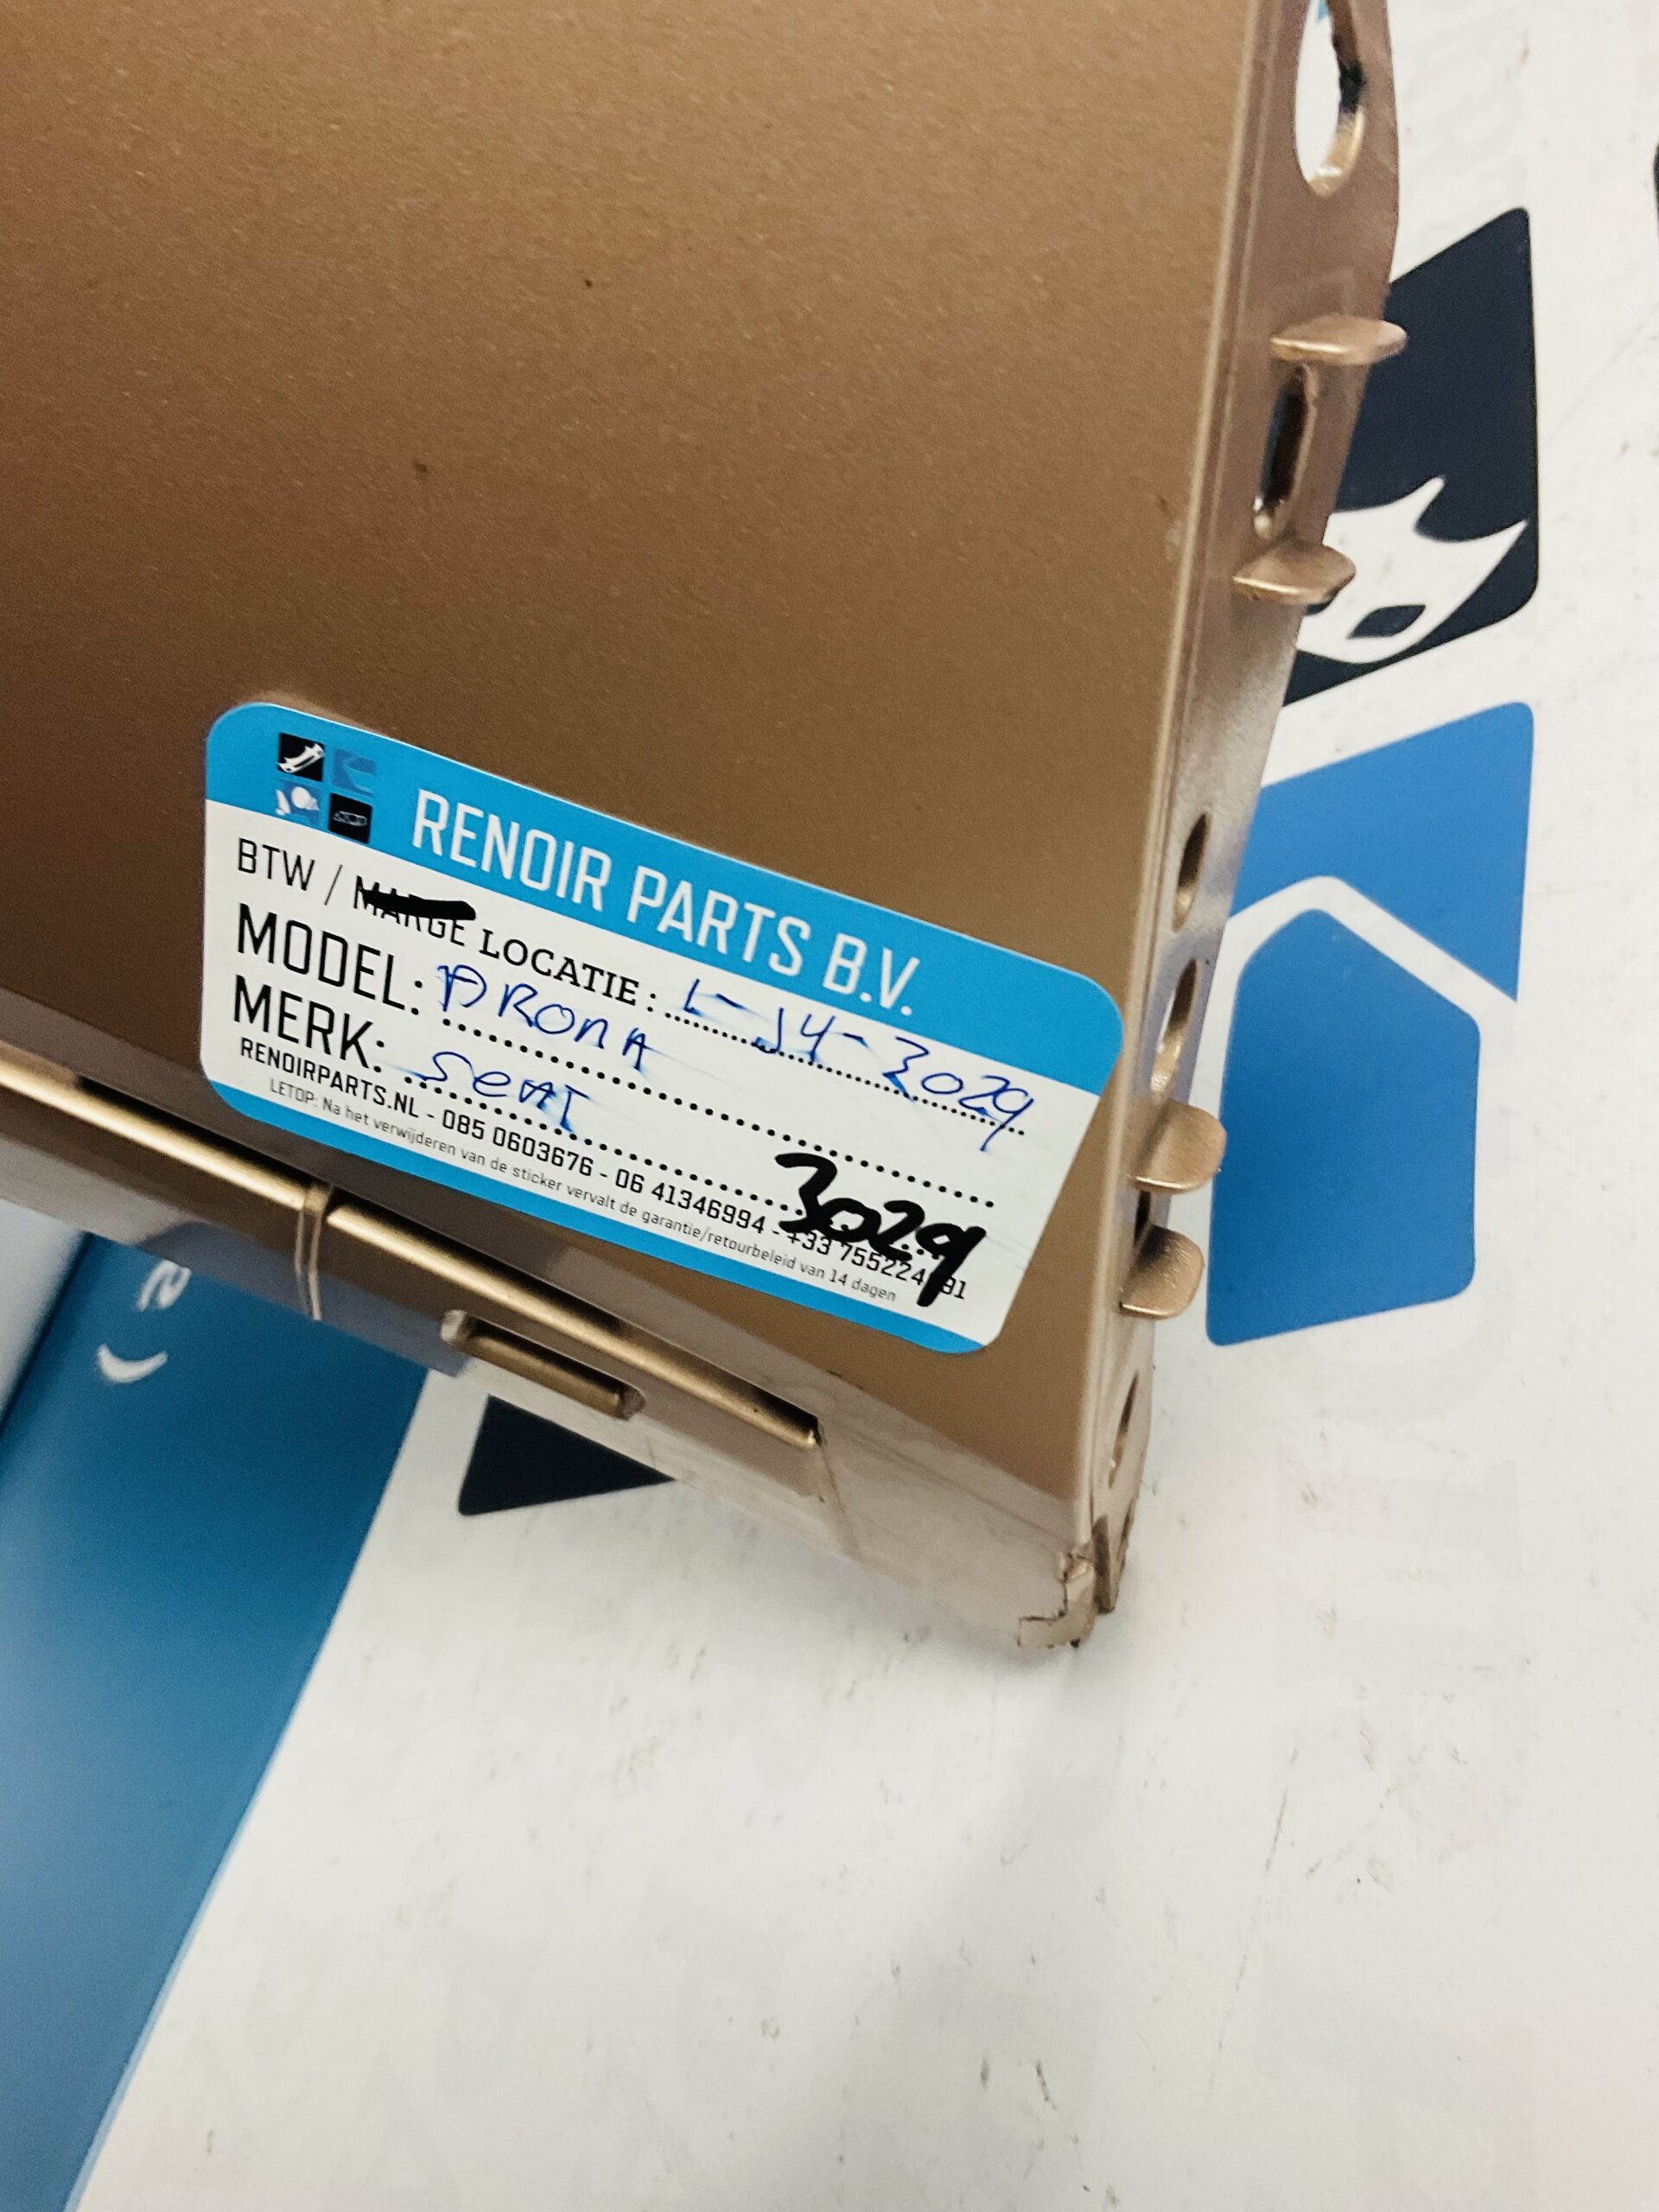 RENOIR PARTS B.V.
BTW / MARGE LOCATIE: L-J4-3029
MODEL: ARONA
MERK: SEAT
3029
RENOIRPARTS.NL - 085 0603676 - 06 41346994 - +33
LETOP: Na het verwijderen van de sticker vervalt de garantie/retourbeleid van 14 dagen